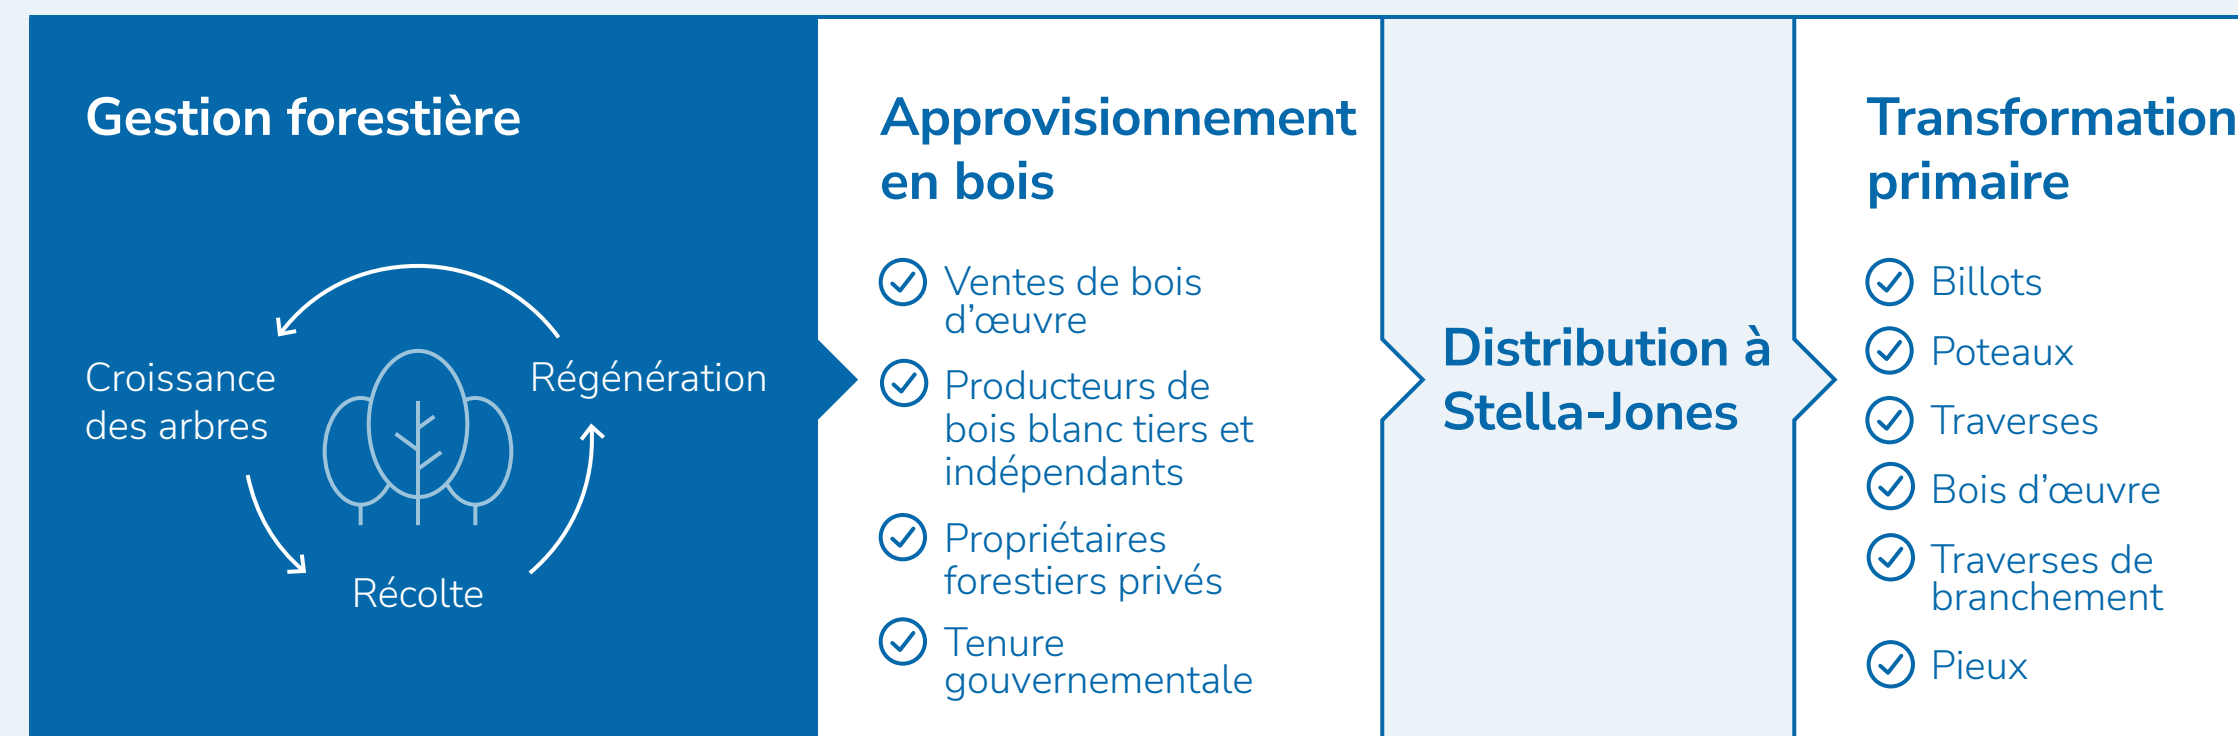 Gestion forestière
Croissance
des arbres
Régénération
Récolte
Approvisionnement
en bois
Ventes de bois
d’œuvre
Producteurs de
bois blanc tiers et
indépendants
Propriétaires
forestiers privés
Tenure
gouvernementale
Distribution à
Stella-Jones
Transformation
primaire
Billots
Poteaux
Traverses
Bois d’œuvre
Traverses de
branchement
Pieux